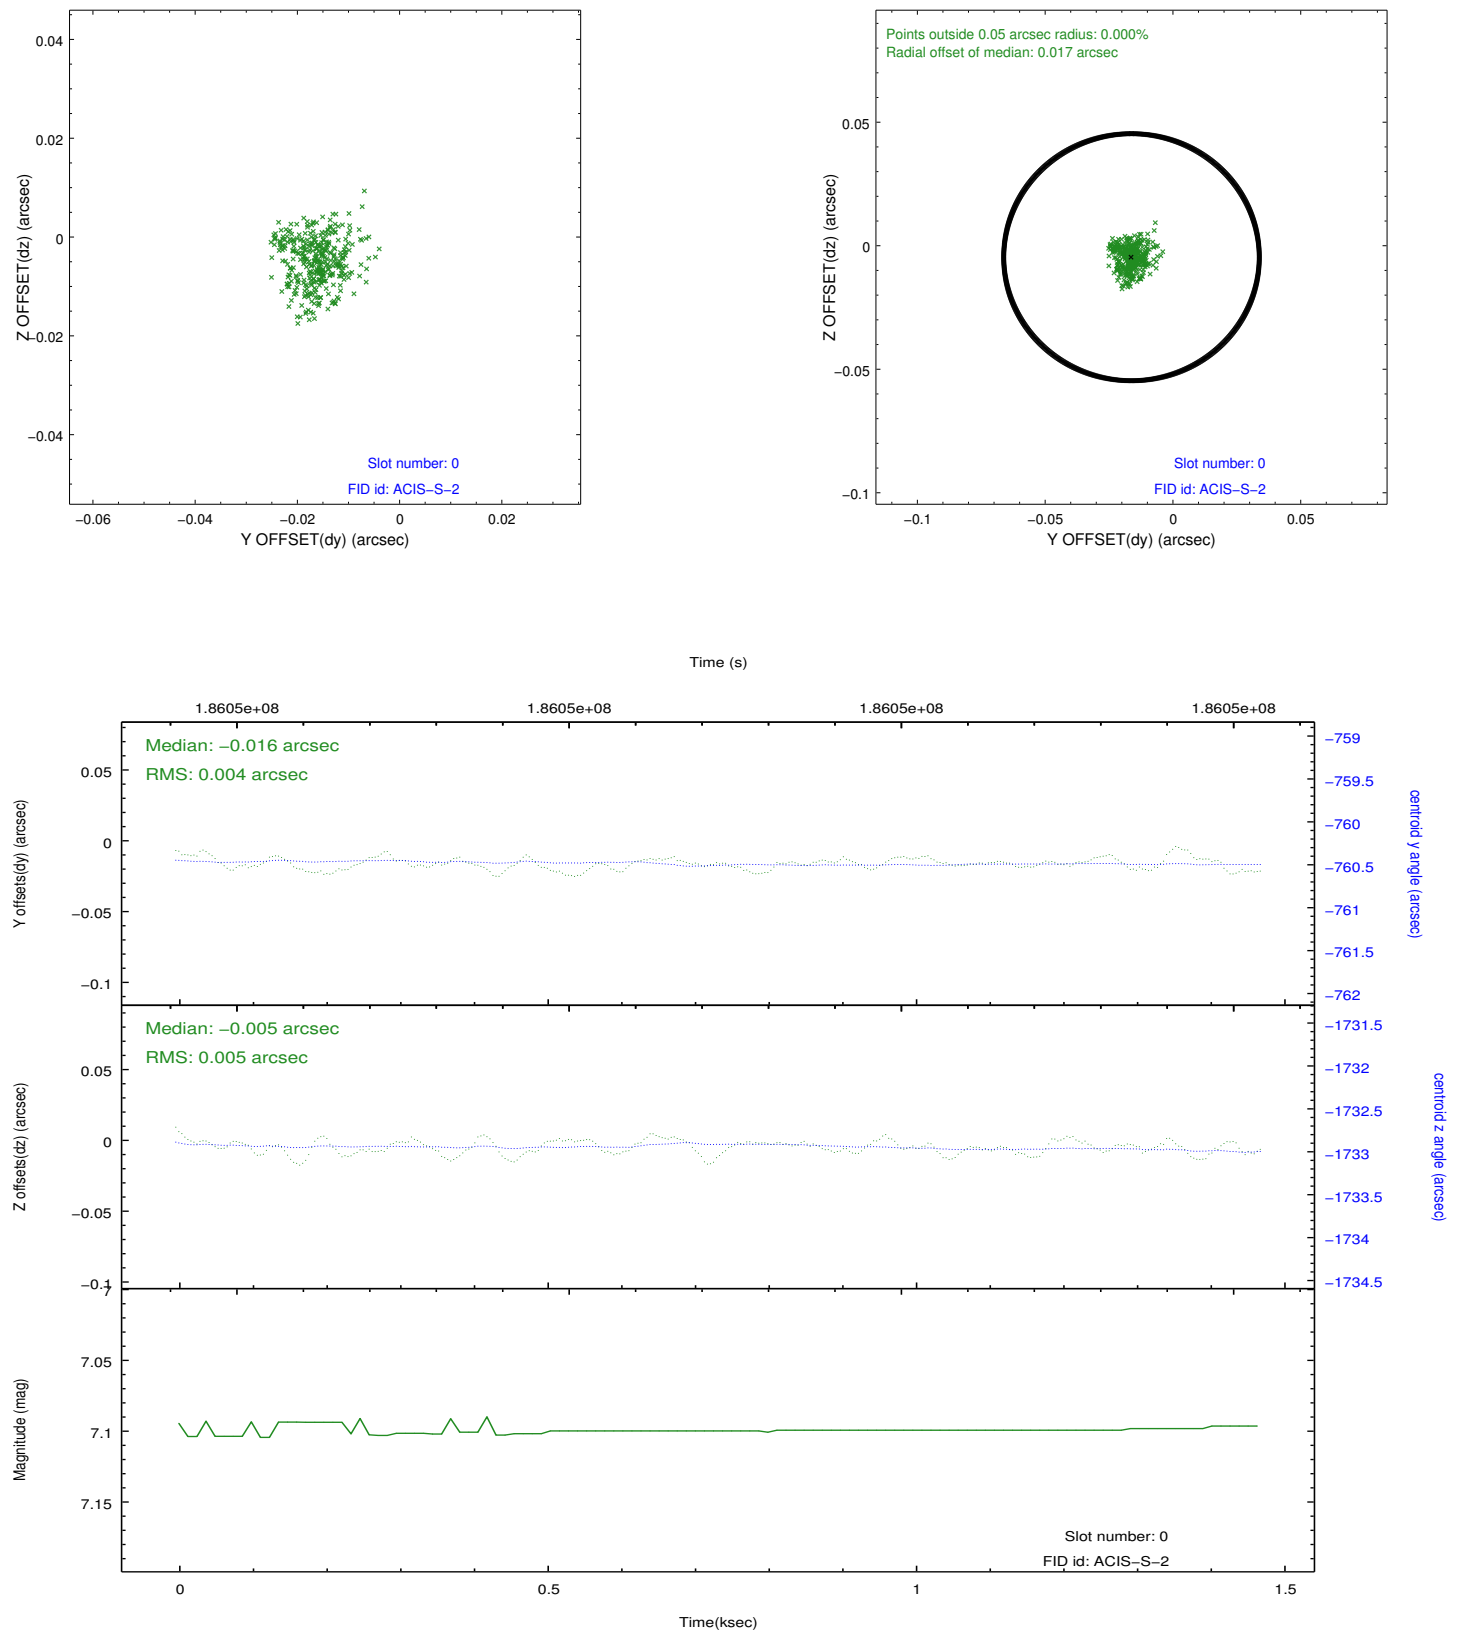 0.04
0.02
0
−0.02
−0.04
Z OFFSET(dz) (arcsec)
Slot number: 0
FID id: ACIS−S−2
−0.06
−0.04
−0.02
0
0.02
Y OFFSET(dy) (arcsec)
Points outside 0.05 arcsec radius: 0.000%
Radial offset of median: 0.017 arcsec
0.05
0
−0.05
−0.1
Z OFFSET(dz) (arcsec)
Slot number: 0
FID id: ACIS−S−2
−0.1
−0.05
0
0.05
Y OFFSET(dy) (arcsec)
Time (s)
1.8605e+08
1.8605e+08
1.8605e+08
1.8605e+08
Median: −0.016 arcsec
RMS: 0.004 arcsec
0.05
0
−0.05
−0.1
Y offsets(dy) (arcsec)
−759
−759.5
−760
−760.5
−761
−761.5
−762
centroid y angle (arcsec)
Median: −0.005 arcsec
RMS: 0.005 arcsec
0.05
0
−0.05
−0.1
Z offsets(dz) (arcsec)
−1731.5
−1732
−1732.5
−1733
−1733.5
−1734
−1734.5
centroid z angle (arcsec)
7
7.05
7.1
7.15
Magnitude (mag)
Slot number: 0
FID id: ACIS−S−2
0
0.5
1
1.5
Time(ksec)